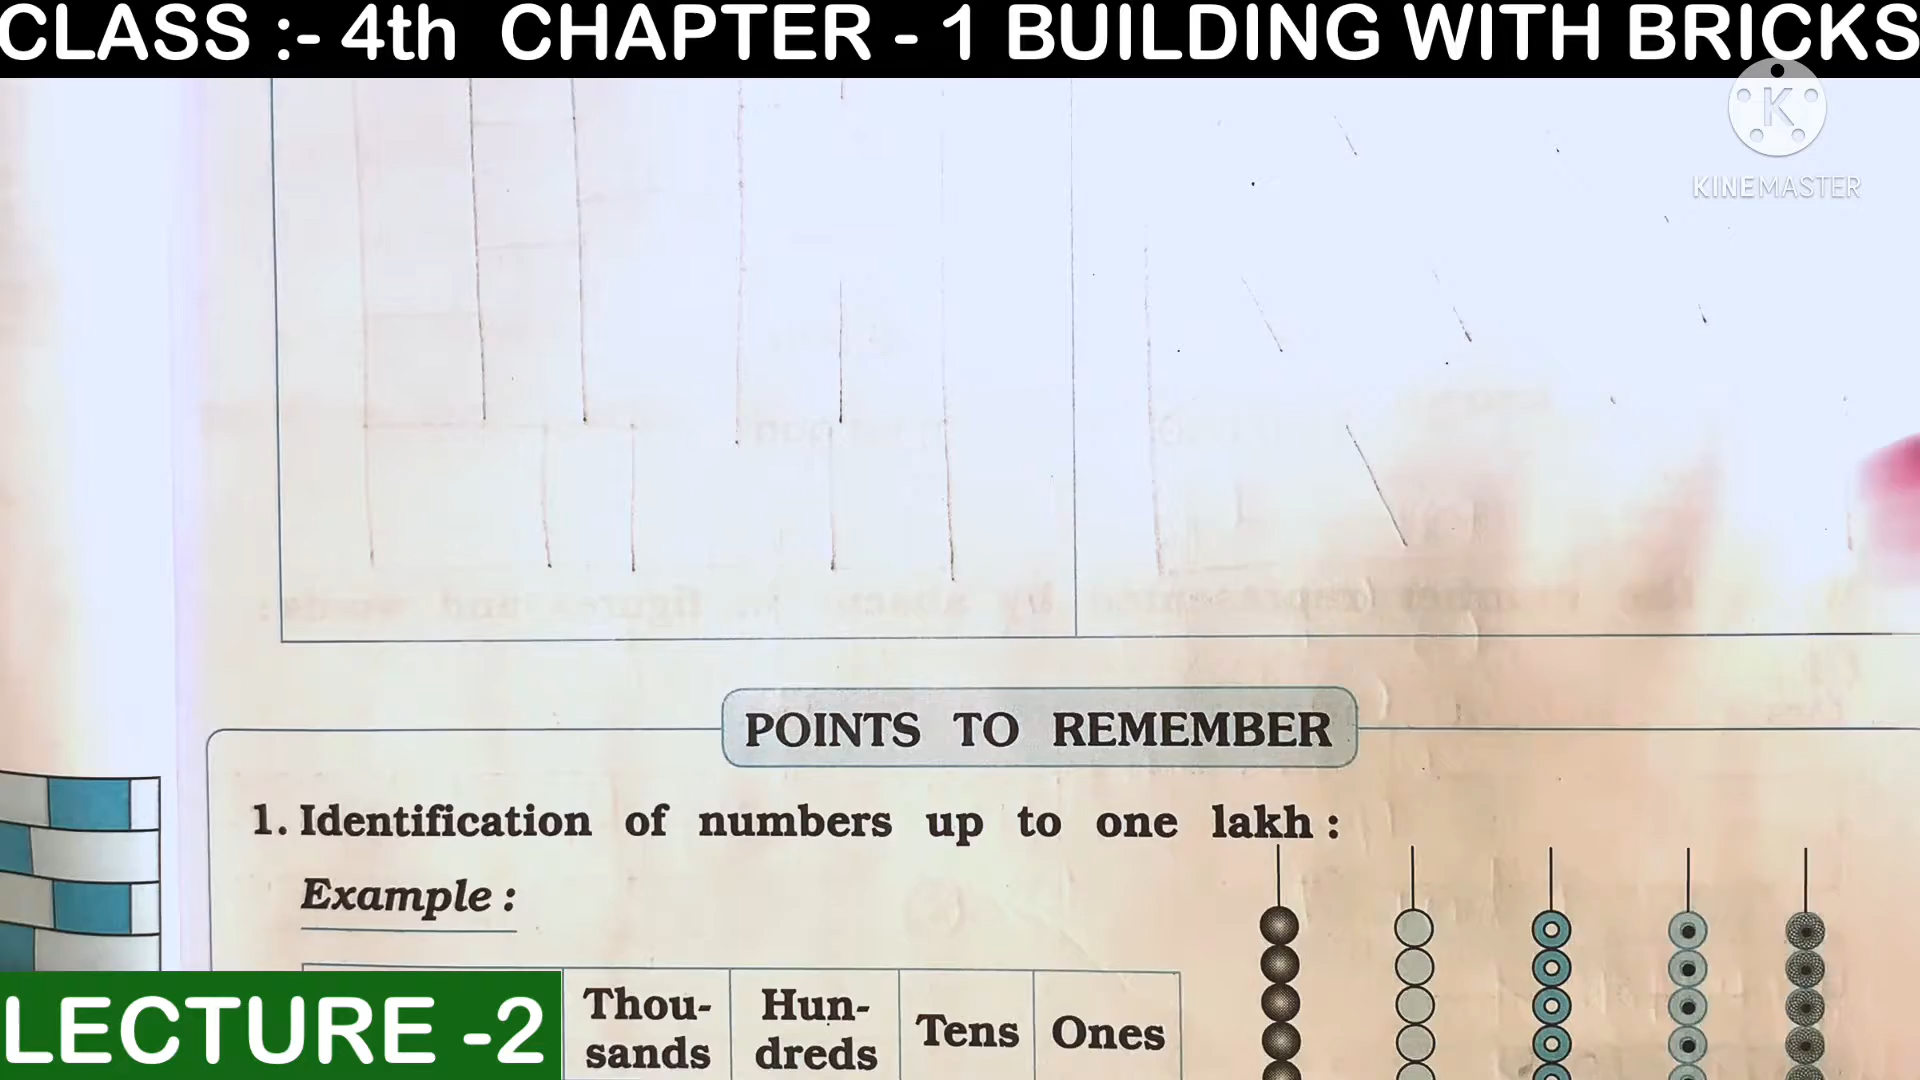 CLASS :- 4th CHAPTER - 1 BUILDING WITH BRICKS
K
KINEMASTER
POINTS TO REMEMBER
1. Identification of numbers up to one lakh :
Example :
Thou-
sands
Hun-
dreds
Tens
Ones
LECTURE -2